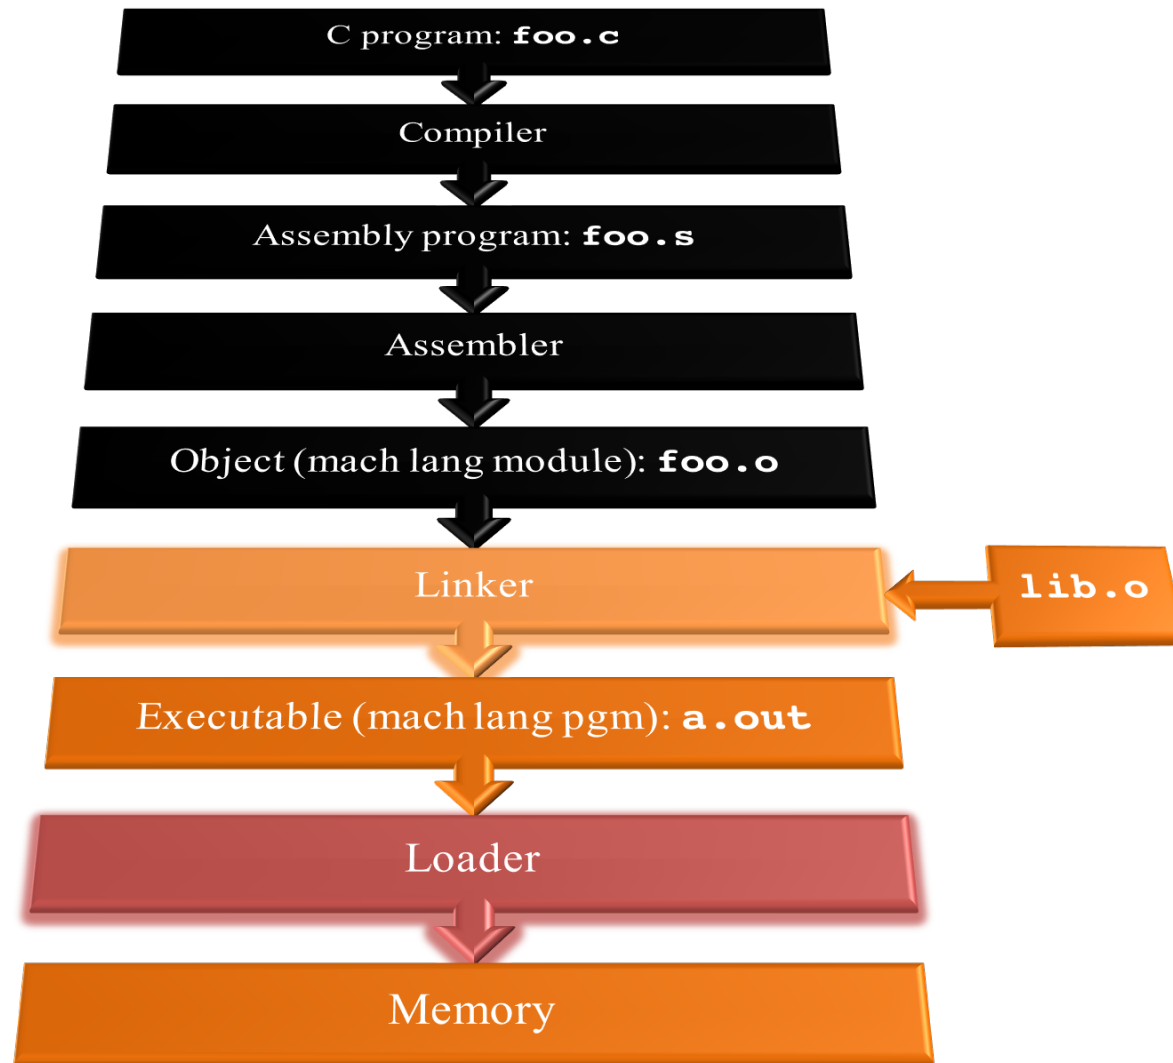 C program: foo.c
Compiler
Assembly program: foo.s
Assembler
Object (mach lang module): foo.o
Linker
lib.o
Executable (mach lang pgm): a.out
Loader
Memory